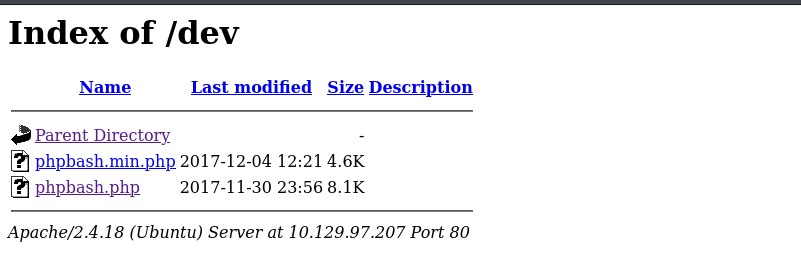 Index of /dev
Name Last modified Size Description
Parent Directory -
phpbash.min.php 2017-12-04 12:21 4.6K
phpbash.php 2017-11-30 23:56 8.1K
Apache/2.4.18 (Ubuntu) Server at 10.129.97.207 Port 80